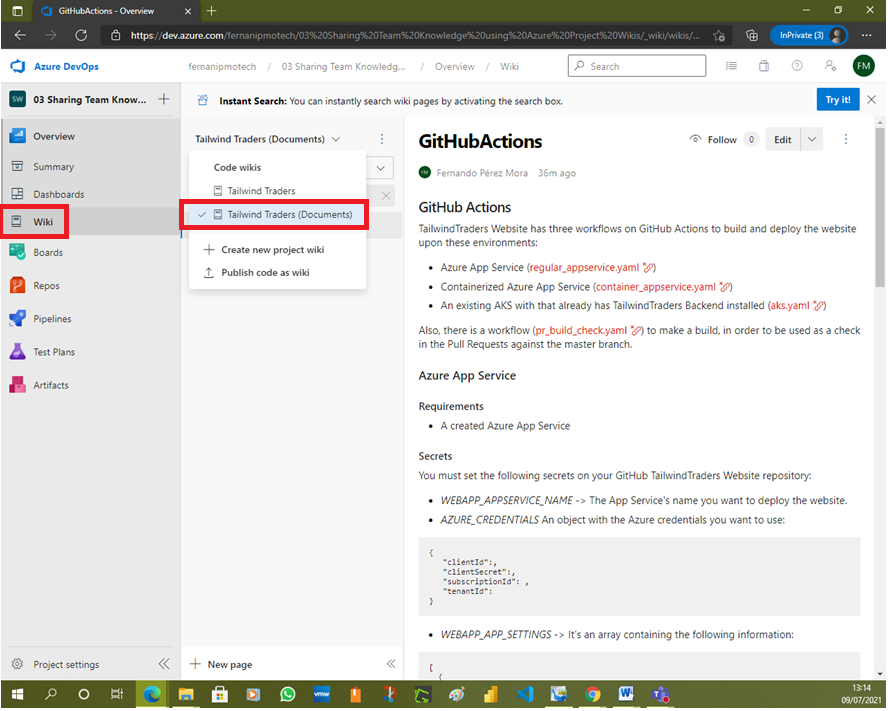 GitHubActions - Overview
https://dev.azure.com/fernanipmotech/03%20Sharing%20Team%20Knowledge%20using%20Azure%20Project%20Wikis/_wiki/wikis/...
InPrivate (3)
Azure DevOps
fernanipmotech / 03 Sharing Team Knowledg... / Overview / Wiki
Search
FM
SW
03 Sharing Team Know...
Instant Search: You can instantly search wiki pages by activating the search box.
Try it!
Overview
Summary
Dashboards
Wiki
Boards
Repos
Pipelines
Test Plans
Artifacts
Project settings
Tailwind Traders (Documents)
Code wikis
Tailwind Traders
Tailwind Traders (Documents)
Create new project wiki
Publish code as wiki
New page
GitHubActions
Follow 0
Edit
FM
Fernando Pérez Mora 36m ago
GitHub Actions
TailwindTraders Website has three workflows on GitHub Actions to build and deploy the website
upon these environments:
• Azure App Service (regular_appservice.yaml)
• Containerized Azure App Service (container_appservice.yaml)
• An existing AKS with that already has TailwindTraders Backend installed (aks.yaml)
Also, there is a workflow (pr_build_check.yaml) to make a build, in order to be used as a check
in the Pull Requests against the master branch.
Azure App Service
Requirements
• A created Azure App Service
Secrets
You must set the following secrets on your GitHub TailwindTraders Website repository:
• WEBAPP_APPSERVICE_NAME -> The App Service's name you want to deploy the website.
• AZURE_CREDENTIALS An object with the Azure credentials you want to use:
{
"clientId":,
"clientSecret":,
"subscriptionId": ,
"tenantId":
}
• WEBAPP_APP_SETTINGS -> It's an array containing the following information:
[
{
vmw
13:14
09/07/2021